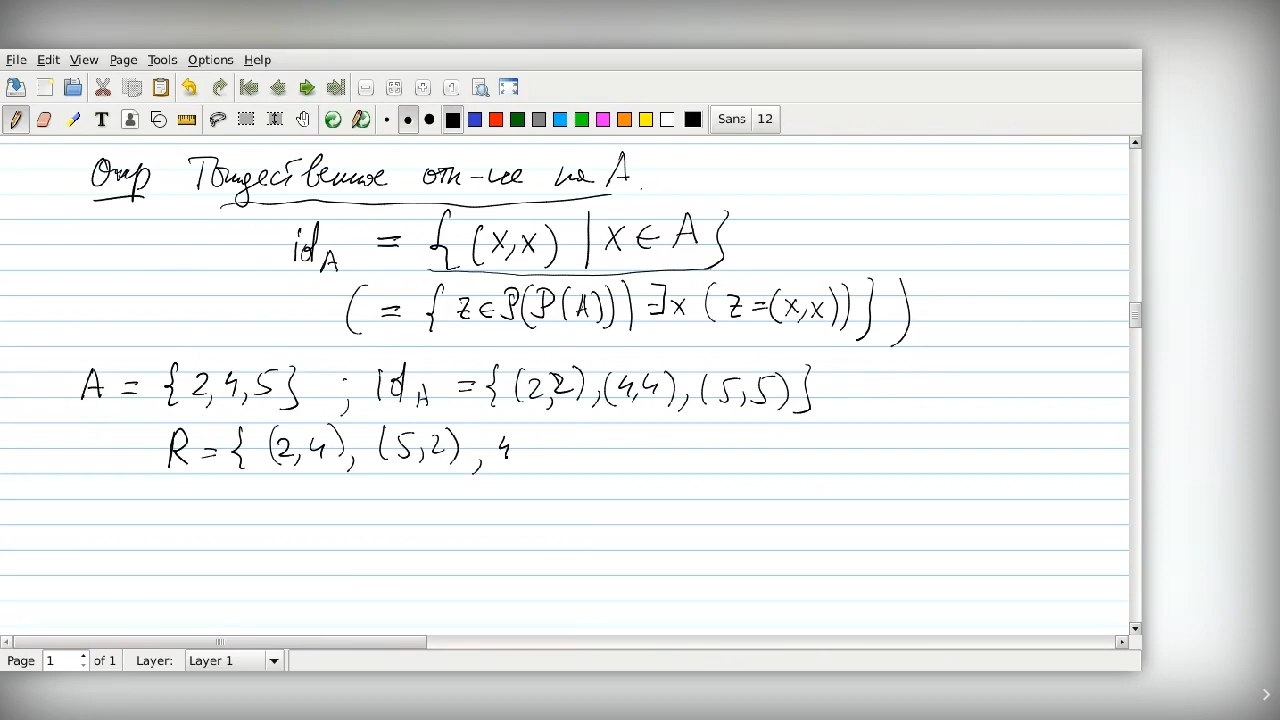 File Edit View Page Tools Options Help
Sans 12
Опр Тождественное отн-ие на A.
id_A = {(x,x) | x ∈ A}
( = { z ∈ P(P(A)) | ∃x ( z = (x,x)) } )
A = {2,4,5} ; id_A = {(2,2),(4,4),(5,5)}
R = { (2,4), (5,2), 4
Page 1 of 1 Layer: Layer 1